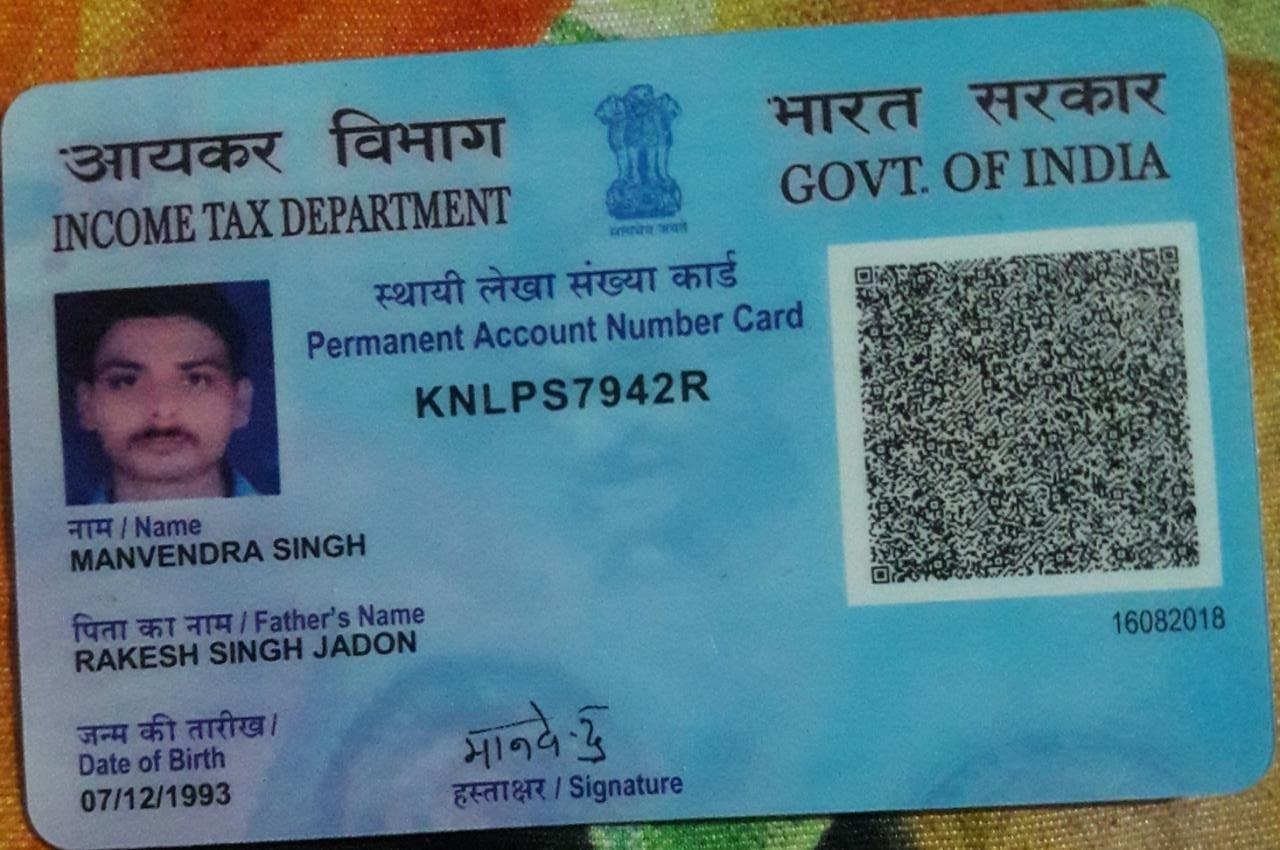 आयकर विभाग
INCOME TAX DEPARTMENT
भारत सरकार
GOVT. OF INDIA
सत्यमेव जयते
स्थायी लेखा संख्या कार्ड
Permanent Account Number Card
KNLPS7942R
नाम / Name
MANVENDRA SINGH
पिता का नाम / Father's Name
RAKESH SINGH JADON
16082018
जन्म की तारीख /
Date of Birth
07/12/1993
मानवेन्द्र
हस्ताक्षर / Signature